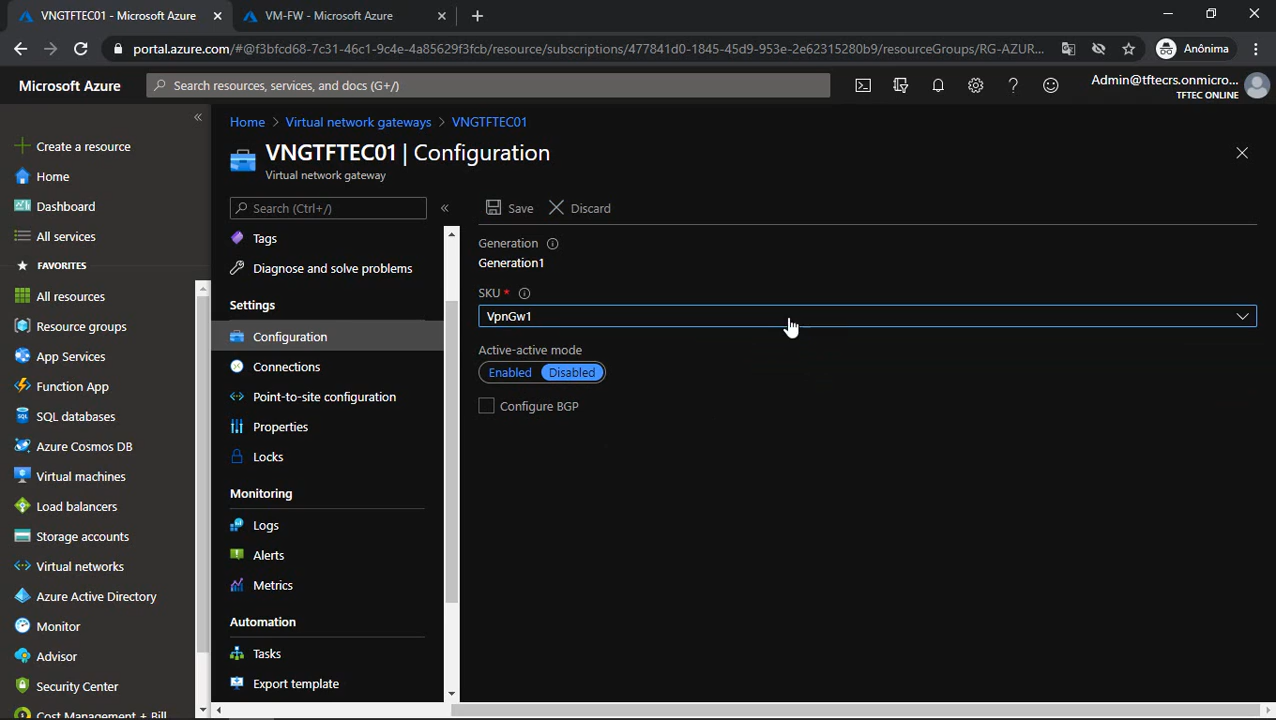 VNGTFTEC01 - Microsoft Azure
VM-FW - Microsoft Azure
portal.azure.com/#@f3bfcd68-7c31-46c1-9c4e-4a85629f3fcb/resource/subscriptions/477841d0-1845-45d9-953e-2e62315280b9/resourceGroups/RG-AZUR...
Anônima
Microsoft Azure
Search resources, services, and docs (G+/)
Admin@tftecrs.onmicro...
TFTEC ONLINE
Create a resource
Home
Dashboard
All services
FAVORITES
All resources
Resource groups
App Services
Function App
SQL databases
Azure Cosmos DB
Virtual machines
Load balancers
Storage accounts
Virtual networks
Azure Active Directory
Monitor
Advisor
Security Center
Cost Management + Bill
Home > Virtual network gateways > VNGTFTEC01
VNGTFTEC01 | Configuration
Virtual network gateway
Search (Ctrl+/)
Tags
Diagnose and solve problems
Settings
Configuration
Connections
Point-to-site configuration
Properties
Locks
Monitoring
Logs
Alerts
Metrics
Automation
Tasks
Export template
Save
Discard
Generation
Generation1
SKU *
VpnGw1
Active-active mode
Enabled Disabled
Configure BGP